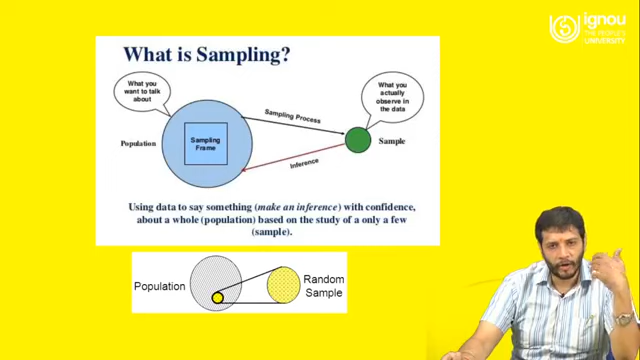 ignou
THE PEOPLE'S
UNIVERSITY
What is Sampling?
What you
want to talk
about
What you
actually
observe in
the data
Sampling Process
Population
Sampling
Frame
Sample
Inference
Using data to say something (make an inference) with confidence,
about a whole (population) based on the study of a only a few
(sample).
Population
Random
Sample